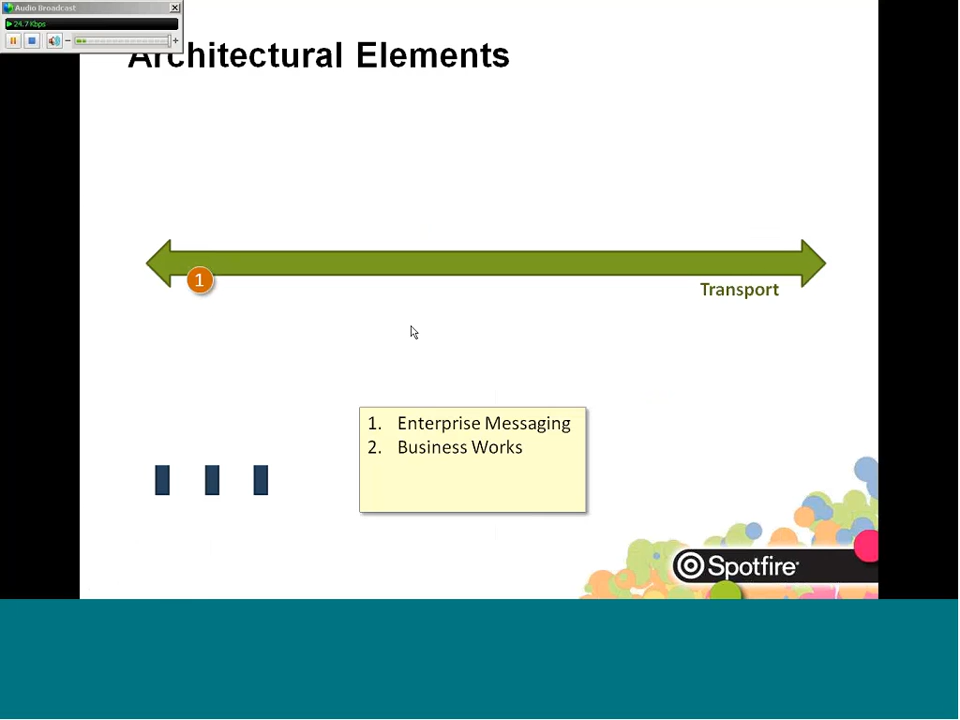 Audio Broadcast
24.7 Kbps
Architectural Elements
1
Transport
1. Enterprise Messaging
2. Business Works
Spotfire